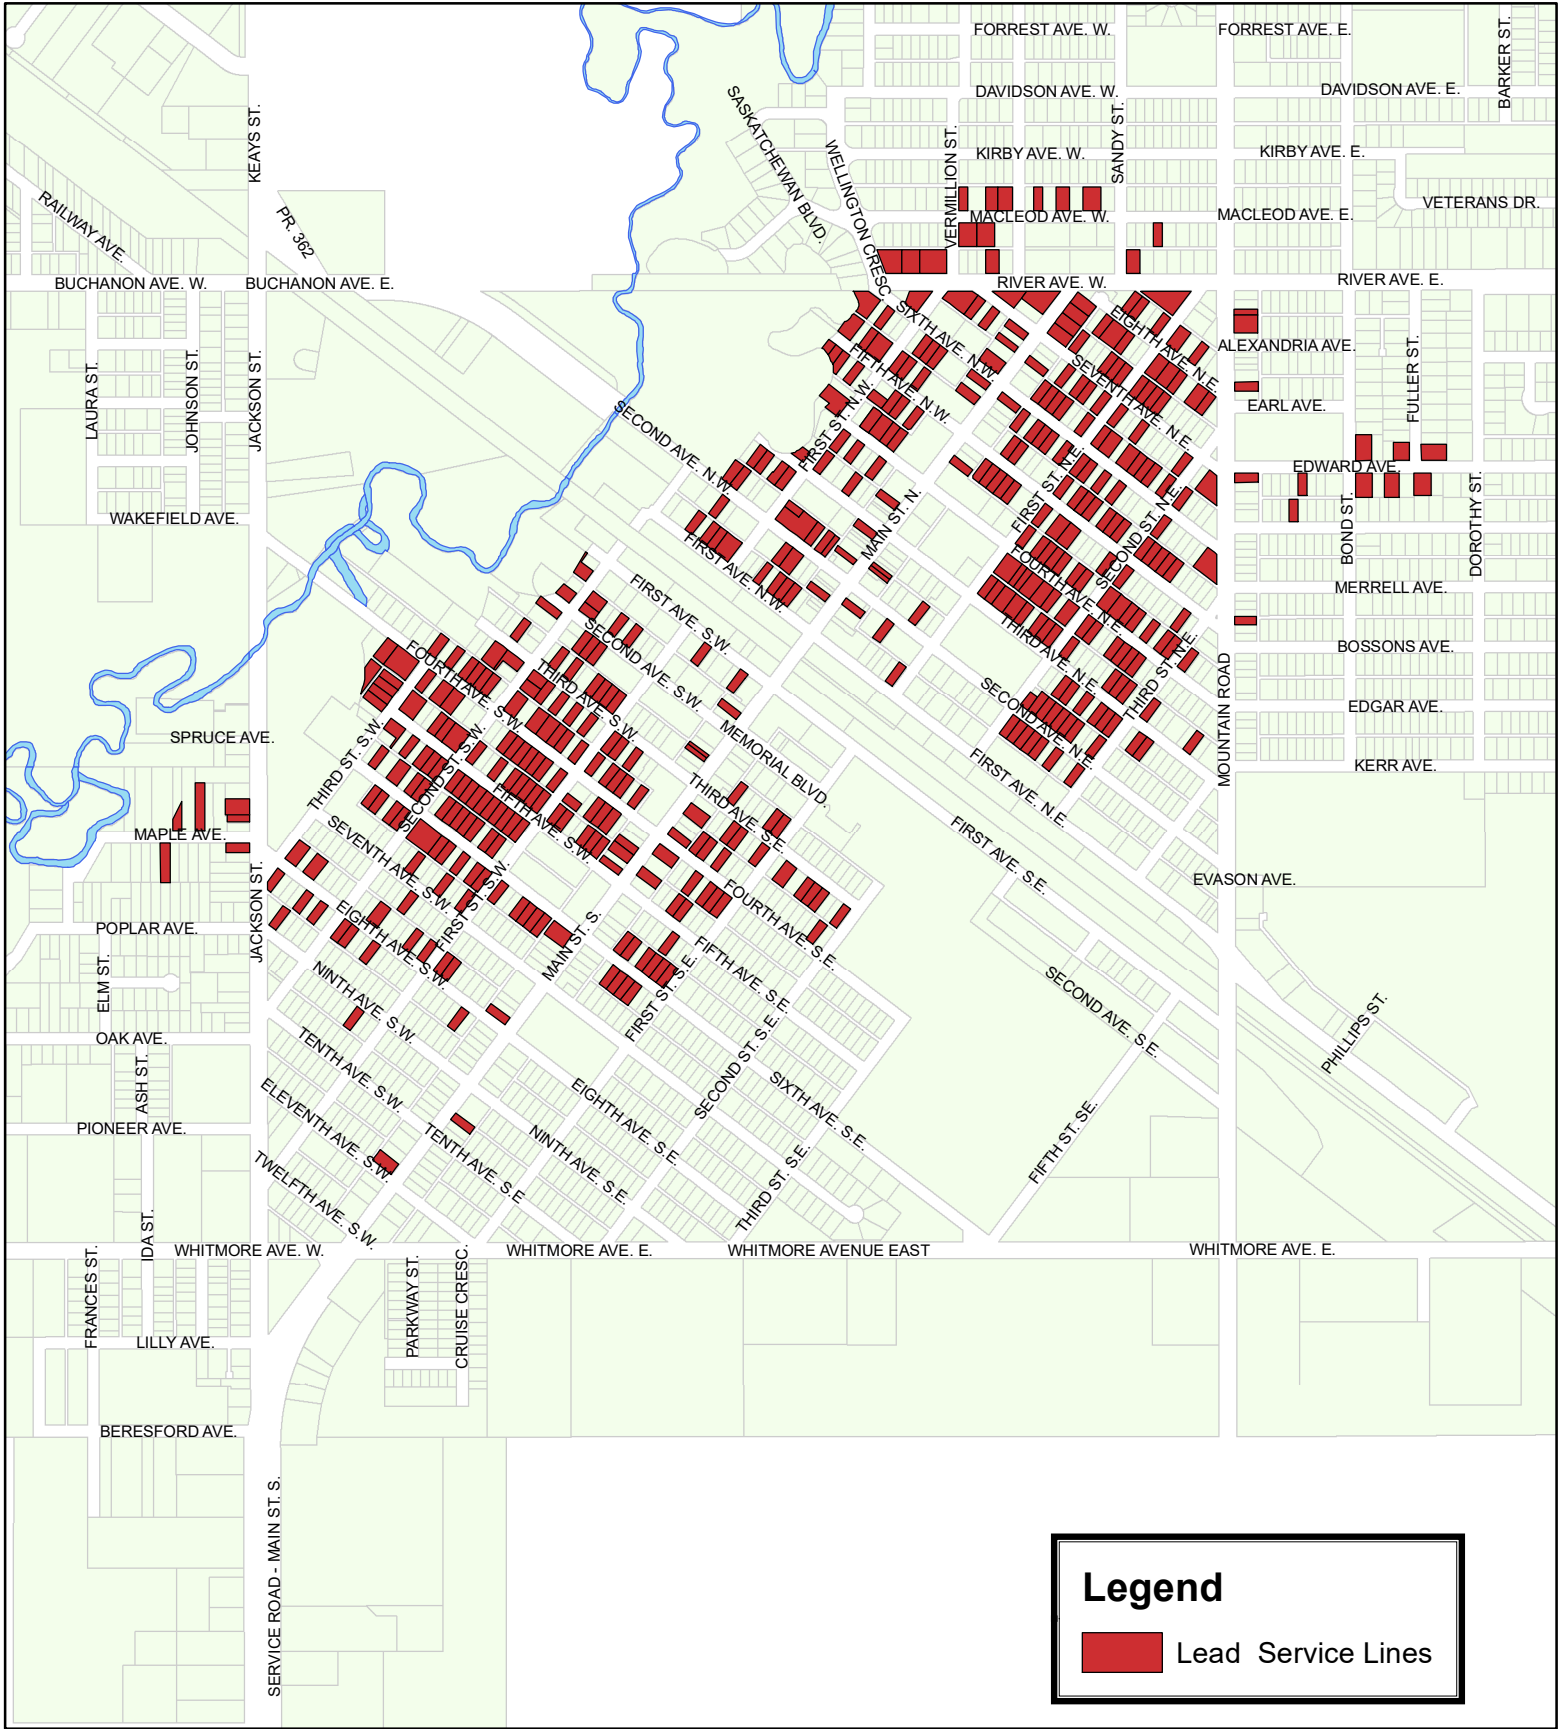 FORREST AVE. W.
FORREST AVE. E.
BARKER ST.
DAVIDSON AVE. W.
DAVIDSON AVE. E.
KEAYS ST.
SASKATCHEWAN BLVD.
WELLINGTON CRESC.
VERMILLION ST.
SANDY ST.
KIRBY AVE. W.
KIRBY AVE. E.
RAILWAY AVE.
PR. 362
MACLEOD AVE. W.
MACLEOD AVE. E.
VETERANS DR.
BUCHANON AVE. W.
BUCHANON AVE. E.
RIVER AVE. W.
RIVER AVE. E.
SIXTH AVE. N.W.
EIGHTH AVE. N.E.
ALEXANDRIA AVE.
LAURA ST.
JOHNSON ST.
JACKSON ST.
FIFTH AVE. N.W.
SEVENTH AVE. N.E.
FULLER ST.
EARL AVE.
SECOND AVE. N.W.
FIRST ST. N.W.
EDWARD AVE.
WAKEFIELD AVE.
MAIN ST. N.
FIRST ST. N.E.
SECOND ST. N.E.
BOND ST.
DOROTHY ST.
FIRST AVE. N.W.
FOURTH AVE. N.E.
MERRELL AVE.
FIRST AVE. S.W.
SECOND AVE. S.W.
THIRD AVE. N.E.
THIRD ST. N.E.
BOSSONS AVE.
FOURTH AVE. S.W.
THIRD AVE. S.W.
SECOND AVE. N.E.
MOUNTAIN ROAD
EDGAR AVE.
SPRUCE AVE.
THIRD ST. S.W.
SECOND ST. S.W.
MEMORIAL BLVD.
FIRST AVE. N.E.
KERR AVE.
FIFTH AVE. S.W.
THIRD AVE. S.E.
MAPLE AVE.
SEVENTH AVE. S.W.
FIRST AVE. S.E.
EVASON AVE.
JACKSON ST.
FIRST ST. S.W.
FOURTH AVE. S.E.
POPLAR AVE.
EIGHTH AVE. S.W.
MAIN ST. S.
FIFTH AVE. S.E.
ELM ST.
NINTH AVE. S.W.
FIRST ST. S.E.
SECOND AVE. S.E.
OAK AVE.
SECOND ST. S.E.
PHILLIPS ST.
ASH ST.
TENTH AVE. S.W.
EIGHTH AVE. S.E.
SIXTH AVE. S.E.
PIONEER AVE.
ELEVENTH AVE. S.W.
TENTH AVE. S.E
NINTH AVE. S.E.
FIFTH ST. SE.
TWELFTH AVE. S.W.
THIRD ST. S.E.
IDA ST.
WHITMORE AVE. W.
WHITMORE AVE. E.
WHITMORE AVENUE EAST
WHITMORE AVE. E.
FRANCES ST.
PARKWAY ST.
CRUISE CRESC.
LILLY AVE.
BERESFORD AVE.
SERVICE ROAD - MAIN ST. S.
Legend
Lead Service Lines